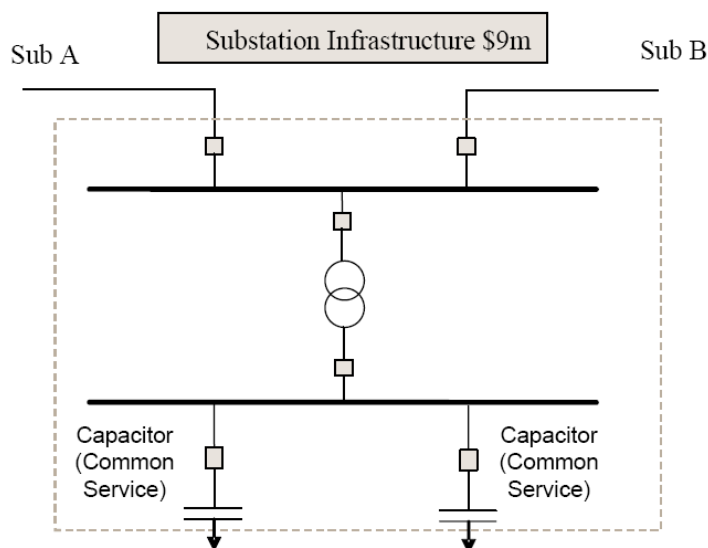 Substation Infrastructure $9m
Sub A
Sub B
Capacitor
(Common
Service)
Capacitor
(Common
Service)